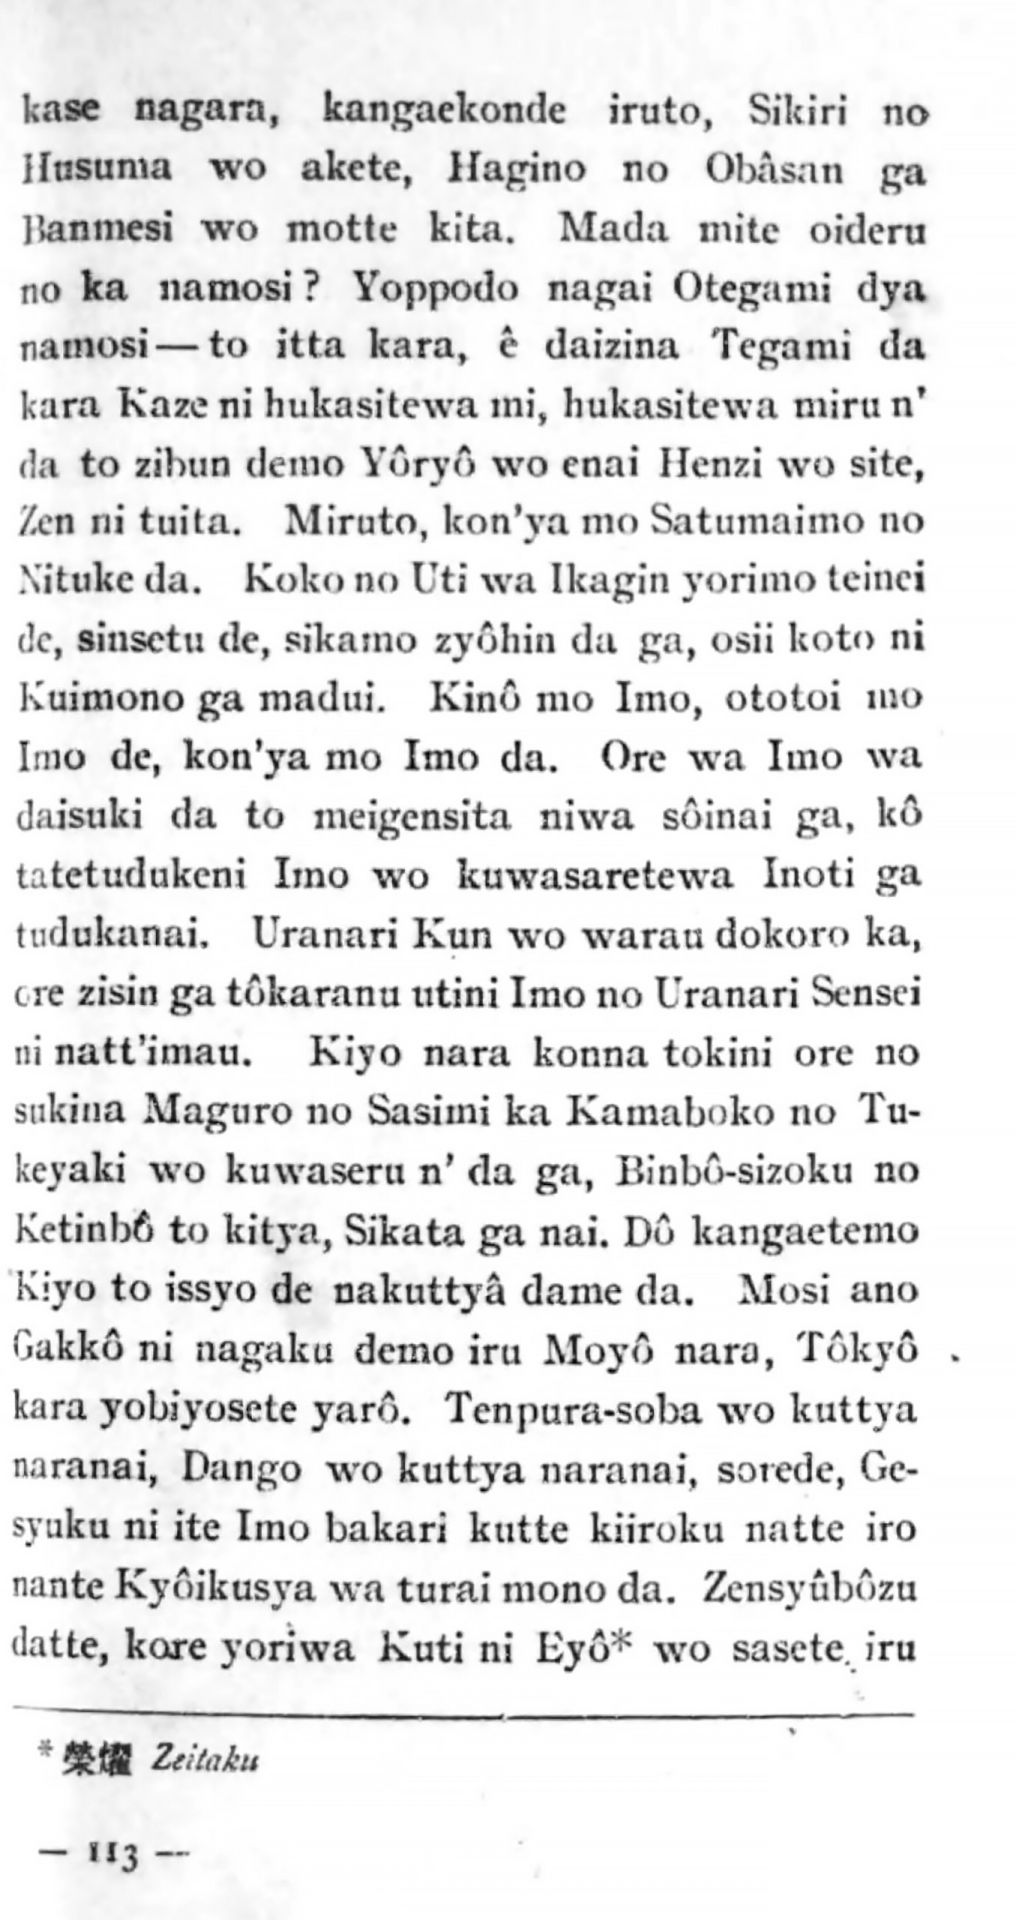 kase nagara, kangaekonde iruto, Sikiri no
Husuma wo akete, Hagino no Obâsan ga
Banmesi wo motte kita. Mada mite oideru
no ka namosi? Yoppodo nagai Otegami dya
namosi—to itta kara, ê daizina Tegami da
kara Kaze ni hukasitewa mi, hukasitewa miru n'
da to zibun demo Yôryô wo enai Henzi wo site,
Zen ni tuita. Miruto, kon'ya mo Satumaimo no
Nituke da. Koko no Uti wa Ikagin yorimo teinei
de, sinsetu de, sikamo zyôhin da ga, osii koto ni
Kuimono ga madui. Kinô mo Imo, ototoi mo
Imo de, kon'ya mo Imo da. Ore wa Imo wa
daisuki da to meigensita niwa sôinai ga, kô
tatetudukeni Imo wo kuwasaretewa Inoti ga
tudukanai. Uranari Kun wo warau dokoro ka,
ore zisin ga tôkaranu utini Imo no Uranari Sensei
ni natt'imau. Kiyo nara konna tokini ore no
sukina Maguro no Sasimi ka Kamaboko no Tu-
keyaki wo kuwaseru n' da ga, Binbô-sizoku no
Ketinbô to kitya, Sikata ga nai. Dô kangaetemo
Kiyo to issyo de nakuttyâ dame da. Mosi ano
Gakkô ni nagaku demo iru Moyô nara, Tôkyô
kara yobiyosete yarô. Tenpura-soba wo kuttya
naranai, Dango wo kuttya naranai, sorede, Ge-
syuku ni ite Imo bakari kutte kiiroku natte iro
nante Kyôikusya wa turai mono da. Zensyûbôzu
datte, kore yoriwa Kuti ni Eyô* wo sasete iru
*榮燿 Zeitaku
— 113 —